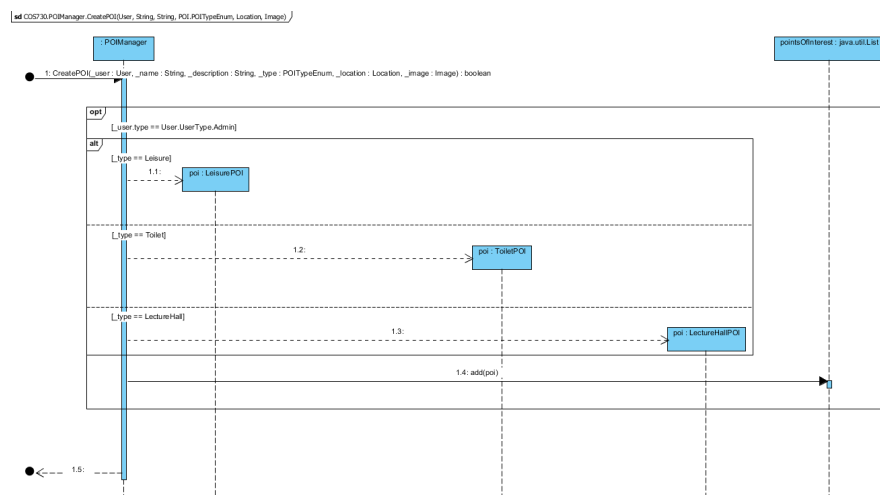 sd COS730.POIManager.CreatePOI(User, String, String, POI.POITypeEnum, Location, Image)
: POIManager
pointsOfInterest : java.util.List
1: CreatePOI(_user : User, _name : String, _description : String, _type : POITypeEnum, _location : Location, _image : Image) : boolean
opt
[_user.type == User.UserType.Admin]
alt
[_type == Leisure]
1.1:
poi : LeisurePOI
[_type == Toilet]
1.2:
poi : ToiletPOI
[_type == LectureHall]
1.3:
poi : LectureHallPOI
1.4: add(poi)
1.5: